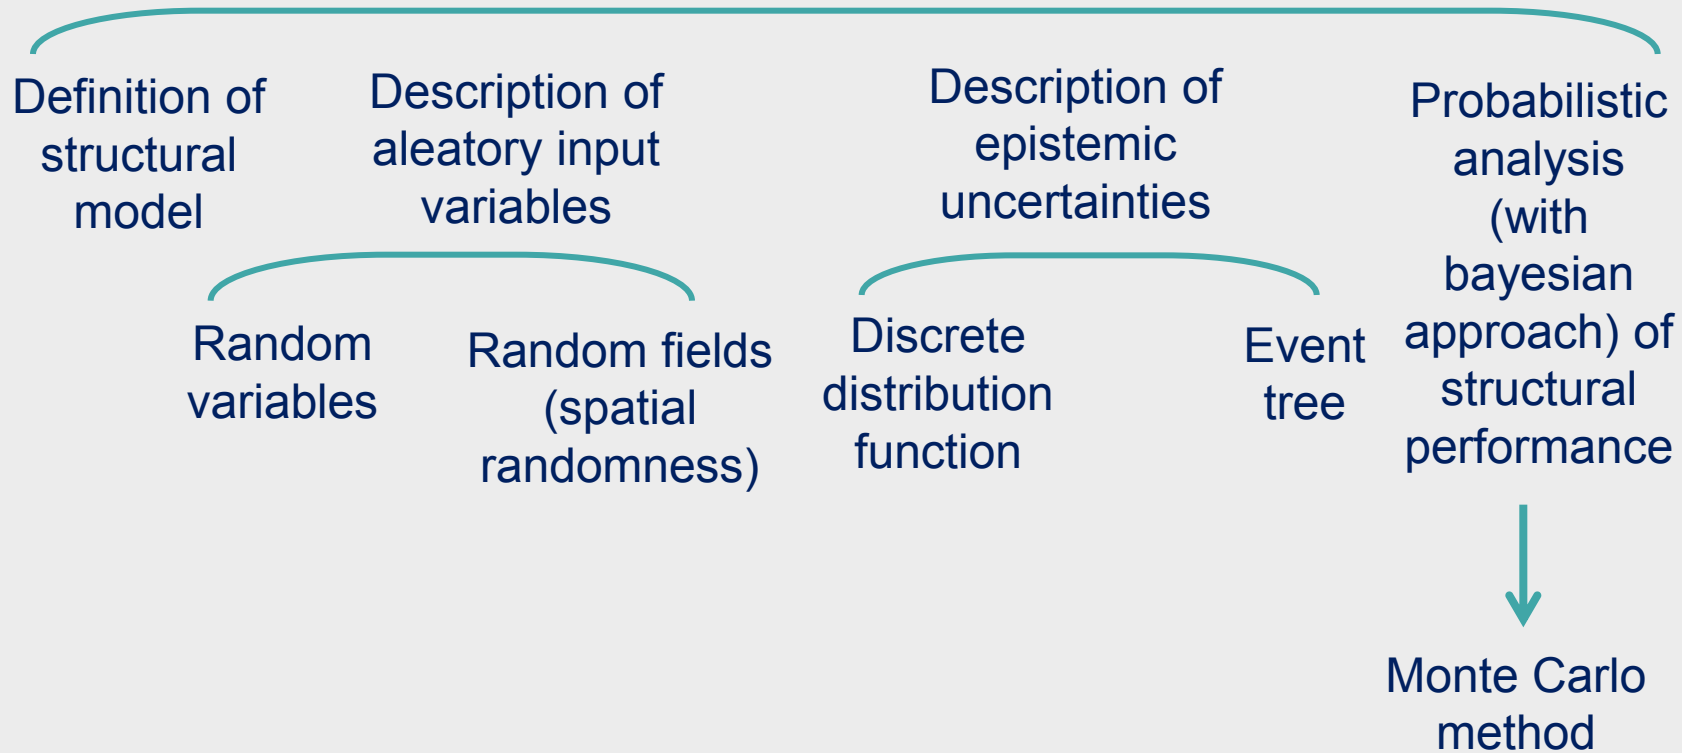 Definition of
structural
model
Description of
aleatory input
variables
Random
variables
Random fields
(spatial
randomness)
Description of
epistemic
uncertainties
Discrete
distribution
function
Event
tree
Probabilistic
analysis
(with
bayesian
approach) of
structural
performance
Monte Carlo
method